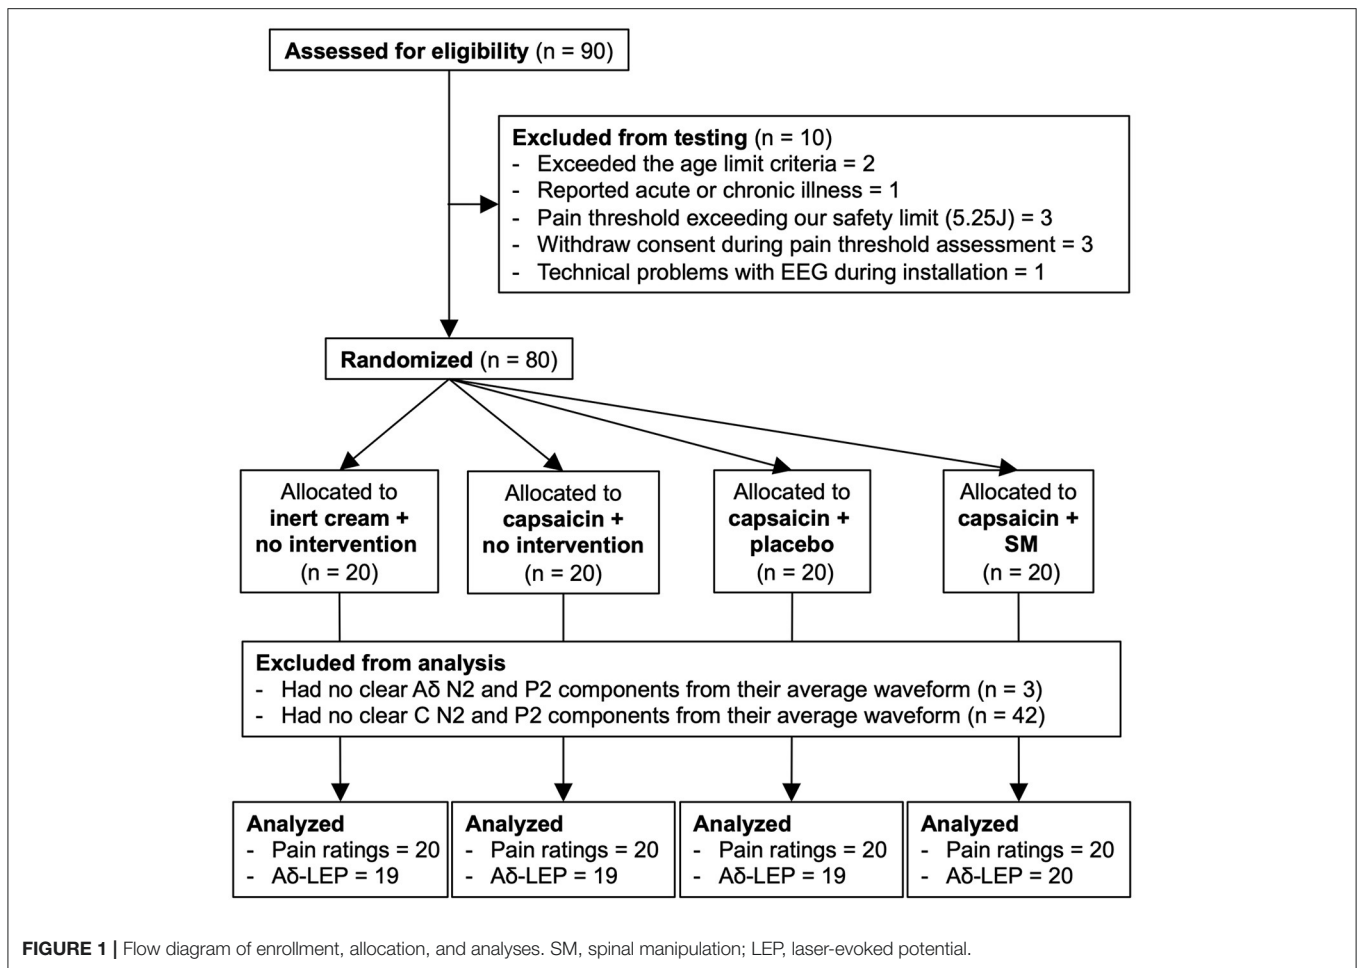 Assessed for eligibility (n = 90)
Excluded from testing (n = 10)
- Exceeded the age limit criteria = 2
- Reported acute or chronic illness = 1
- Pain threshold exceeding our safety limit (5.25J) = 3
- Withdraw consent during pain threshold assessment = 3
- Technical problems with EEG during installation = 1
Randomized (n = 80)
Allocated to
inert cream +
no intervention
(n = 20)
Allocated to
capsaicin +
no intervention
(n = 20)
Allocated to
capsaicin +
placebo
(n = 20)
Allocated to
capsaicin +
SM
(n = 20)
Excluded from analysis
- Had no clear Aδ N2 and P2 components from their average waveform (n = 3)
- Had no clear C N2 and P2 components from their average waveform (n = 42)
Analyzed
- Pain ratings = 20
- Aδ-LEP = 19
Analyzed
- Pain ratings = 20
- Aδ-LEP = 19
Analyzed
- Pain ratings = 20
- Aδ-LEP = 19
Analyzed
- Pain ratings = 20
- Aδ-LEP = 20
FIGURE 1 | Flow diagram of enrollment, allocation, and analyses. SM, spinal manipulation; LEP, laser-evoked potential.